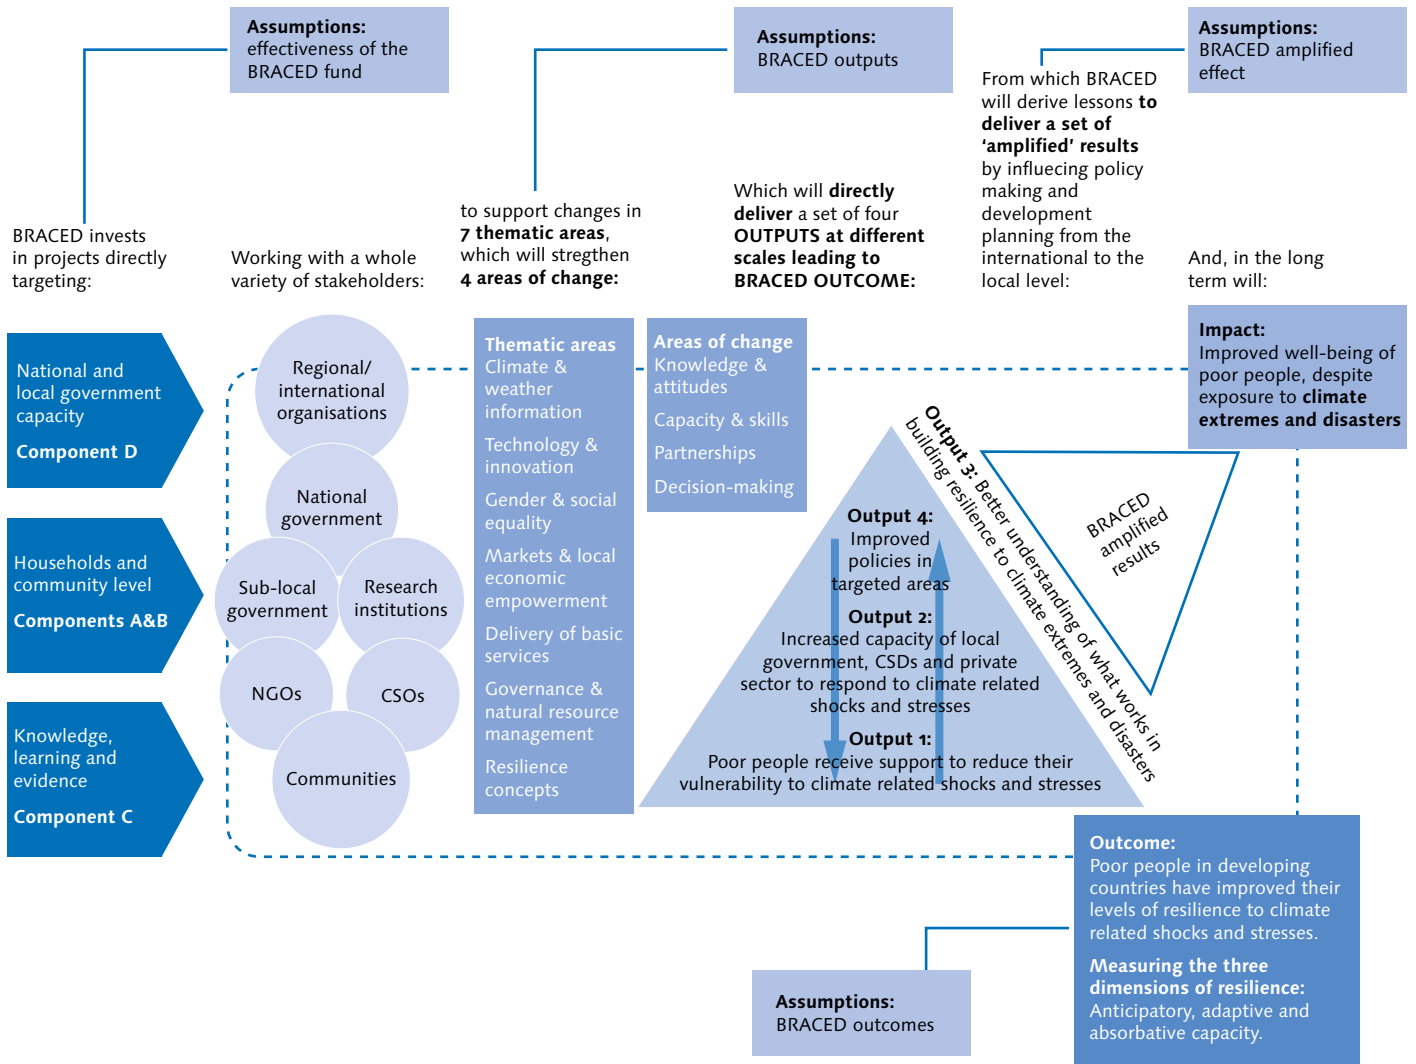 Assumptions:
effectiveness of the
BRACED fund
Assumptions:
BRACED outputs
Assumptions:
BRACED amplified
effect
BRACED invests
in projects directly
targeting:
Working with a whole
variety of stakeholders:
to support changes in
7 thematic areas,
which will stregthen
4 areas of change:
Which will directly
deliver a set of four
OUTPUTS at different
scales leading to
BRACED OUTCOME:
From which BRACED
will derive lessons to
deliver a set of
‘amplified’ results
by influecing policy
making and
development
planning from the
international to the
local level:
And, in the long
term will:
National and
local government
capacity
Component D
Households and
community level
Components A&B
Knowledge,
learning and
evidence
Component C
Regional/
international
organisations
National
government
Sub-local
government
Research
institutions
NGOs
CSOs
Communities
Thematic areas
Climate &
weather
information
Technology &
innovation
Gender & social
equality
Markets & local
economic
empowerment
Delivery of basic
services
Governance &
natural resource
management
Resilience
concepts
Areas of change
Knowledge &
attitudes
Capacity & skills
Partnerships
Decision-making
Output 4:
Improved
policies in
targeted areas
Output 2:
Increased capacity of local
government, CSDs and private
sector to respond to climate related
shocks and stresses
Output 1:
Poor people receive support to reduce their
vulnerability to climate related shocks and stresses
Output 3: Better understanding of what works in
building resilience to climate extremes and disasters
BRACED
amplified
results
Impact:
Improved well-being of
poor people, despite
exposure to climate
extremes and disasters
Outcome:
Poor people in developing
countries have improved their
levels of resilience to climate
related shocks and stresses.
Measuring the three
dimensions of resilience:
Anticipatory, adaptive and
absorbative capacity.
Assumptions:
BRACED outcomes